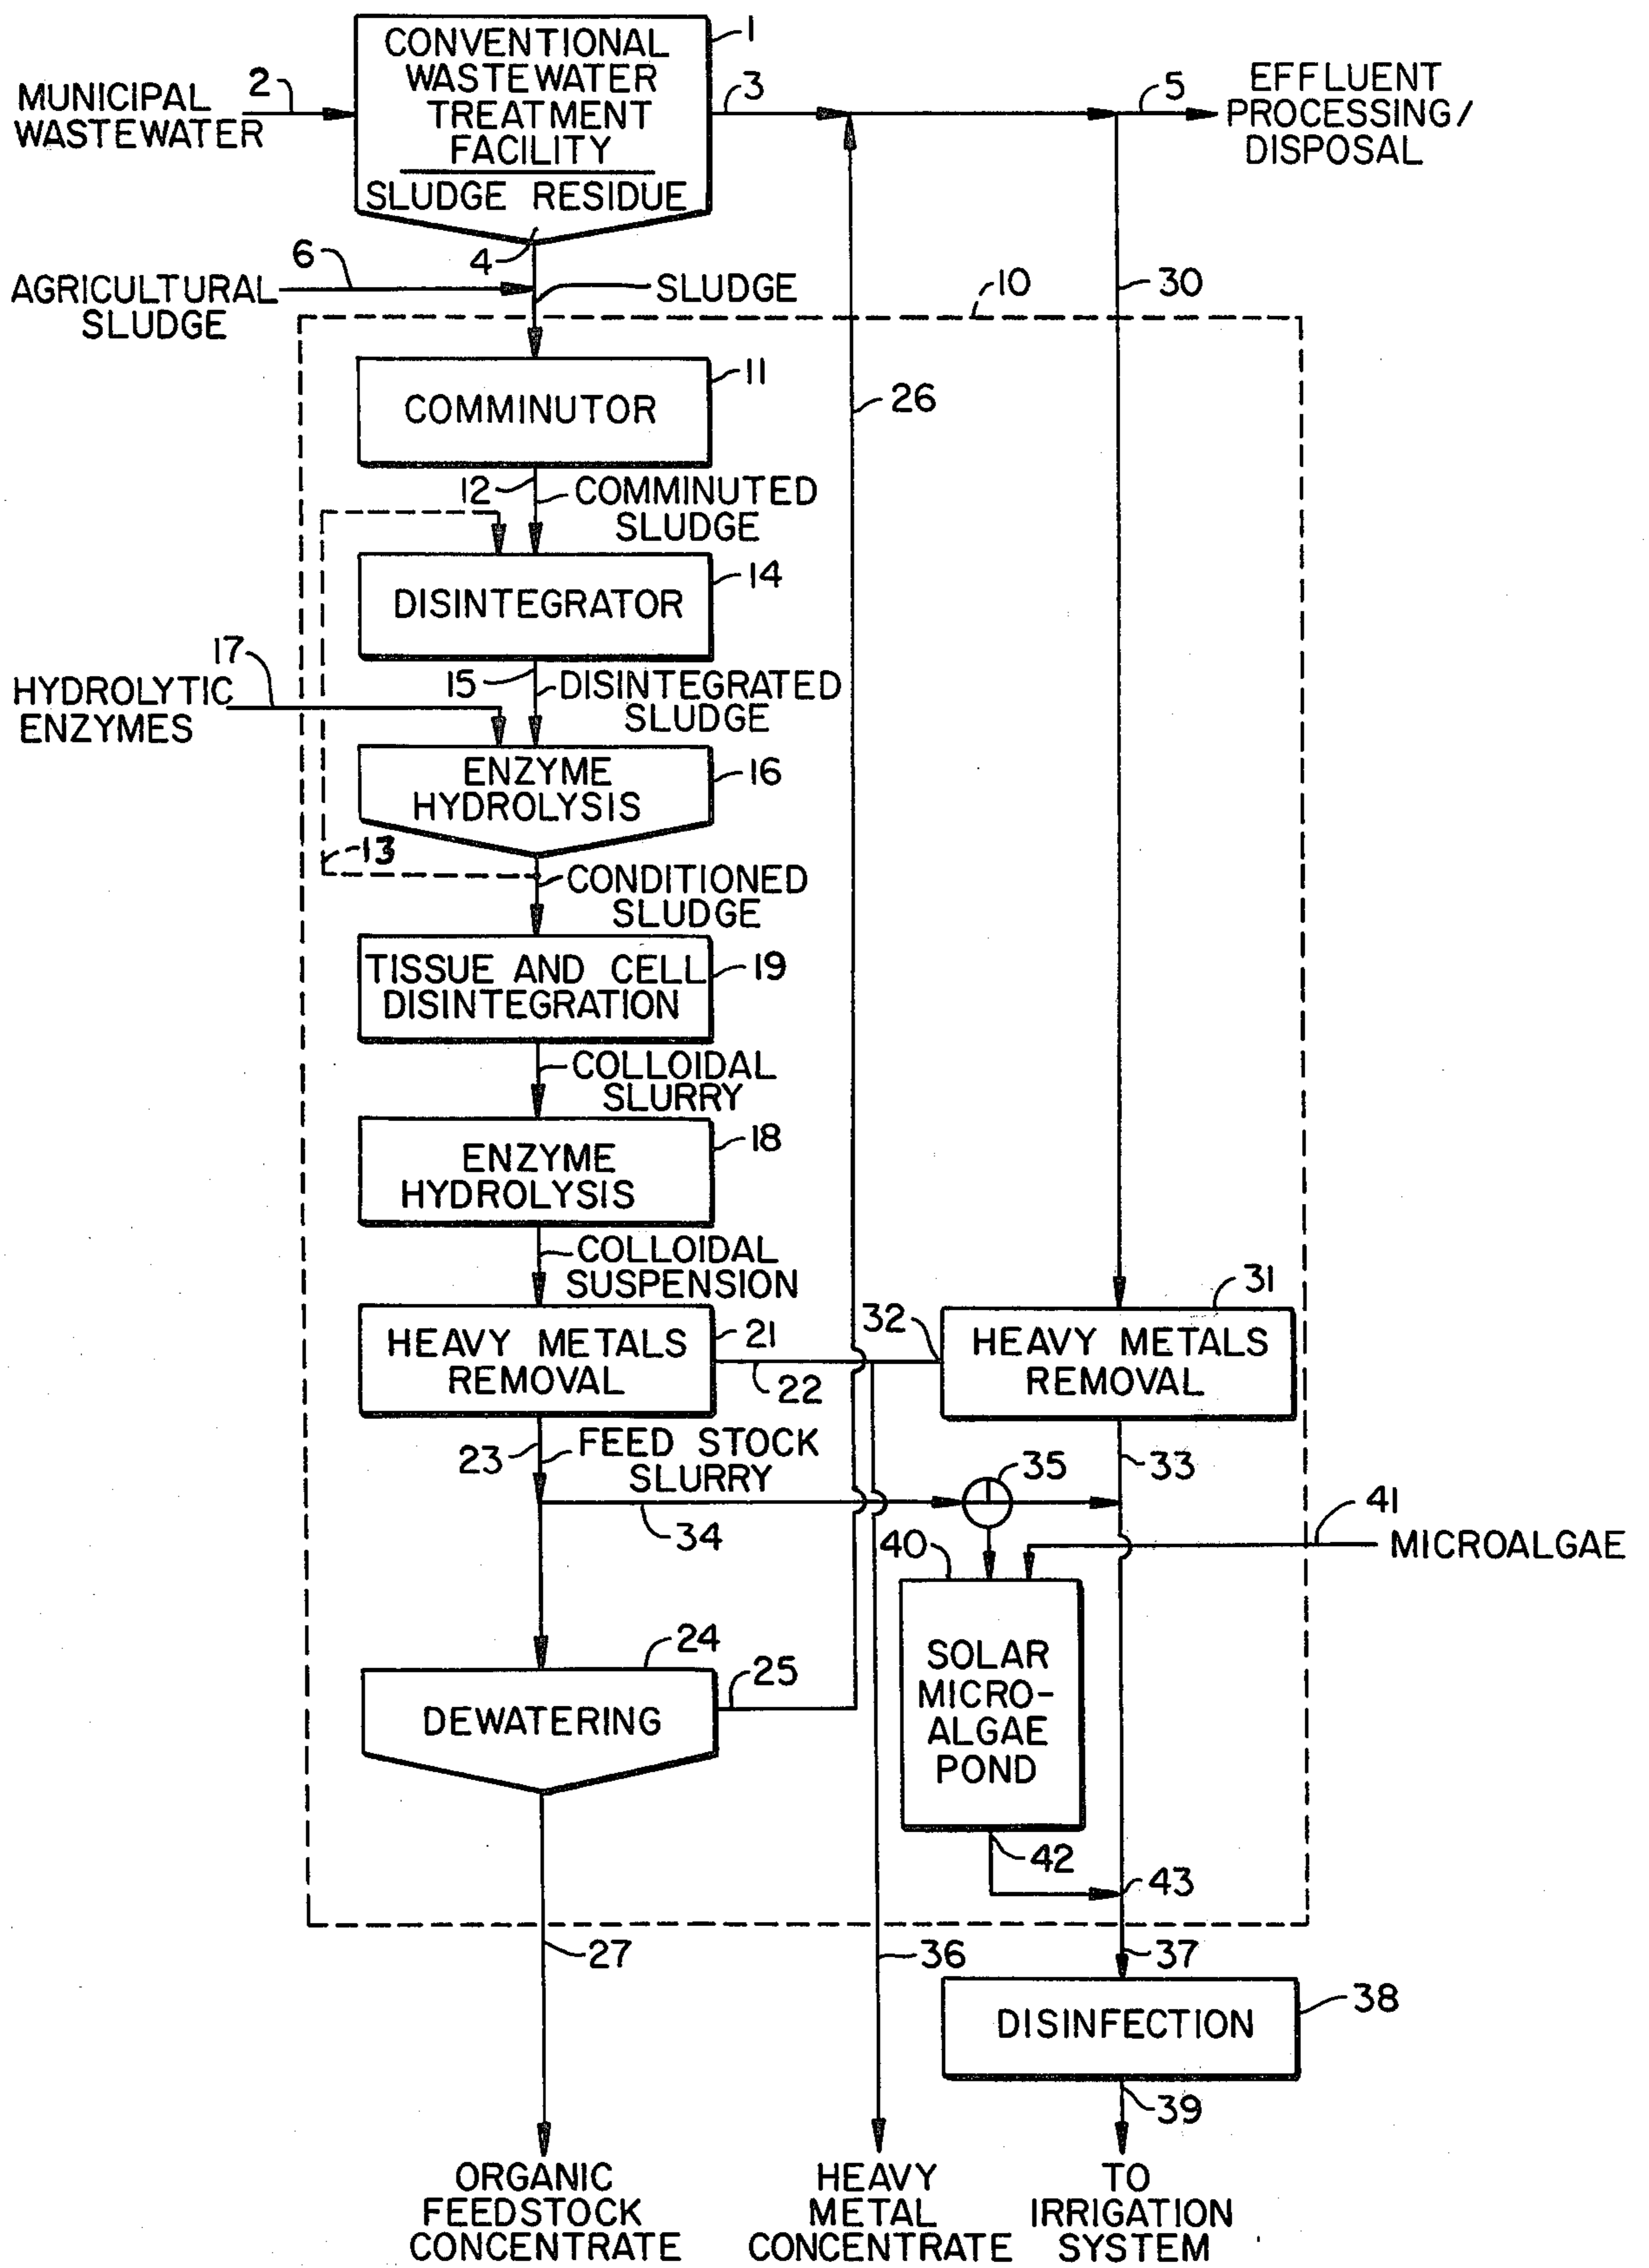 CONVENTIONAL
WASTEWATER
TREATMENT
FACILITY
SLUDGE RESIDUE
1
MUNICIPAL
WASTEWATER
2
3
5
EFFLUENT
PROCESSING/
DISPOSAL
4
6
AGRICULTURAL
SLUDGE
SLUDGE
10
30
COMMINUTOR
11
26
12
COMMINUTED
SLUDGE
DISINTEGRATOR
14
17
HYDROLYTIC
ENZYMES
15
DISINTEGRATED
SLUDGE
ENZYME
HYDROLYSIS
16
13
CONDITIONED
SLUDGE
TISSUE AND CELL
DISINTEGRATION
19
COLLOIDAL
SLURRY
ENZYME
HYDROLYSIS
18
COLLOIDAL
SUSPENSION
HEAVY METALS
REMOVAL
21
22
32
31
HEAVY METALS
REMOVAL
23
FEED STOCK
SLURRY
34
35
33
41
MICROALGAE
40
SOLAR
MICRO-
ALGAE
POND
24
25
DEWATERING
42
43
27
36
37
DISINFECTION
38
39
ORGANIC
FEEDSTOCK
CONCENTRATE
HEAVY
METAL
CONCENTRATE
TO
IRRIGATION
SYSTEM